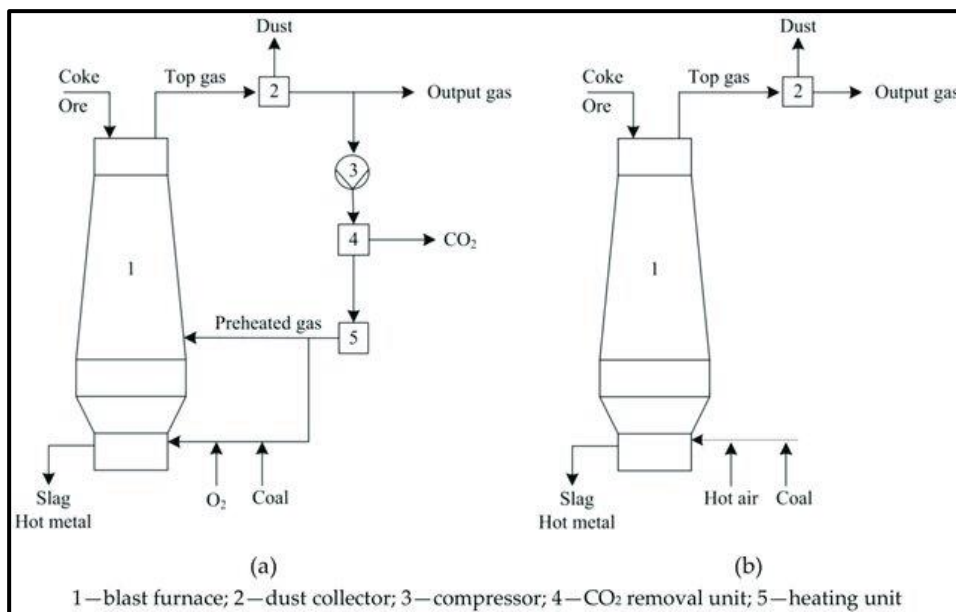 Dust
Coke
Ore
Top gas
2
Output gas
3
1
4
CO₂
Preheated gas
5
Slag
Hot metal
O₂
Coal
(a)
Dust
Coke
Ore
Top gas
2
Output gas
1
Slag
Hot metal
Hot air
Coal
(b)
1—blast furnace; 2—dust collector; 3—compressor; 4—CO₂ removal unit; 5—heating unit